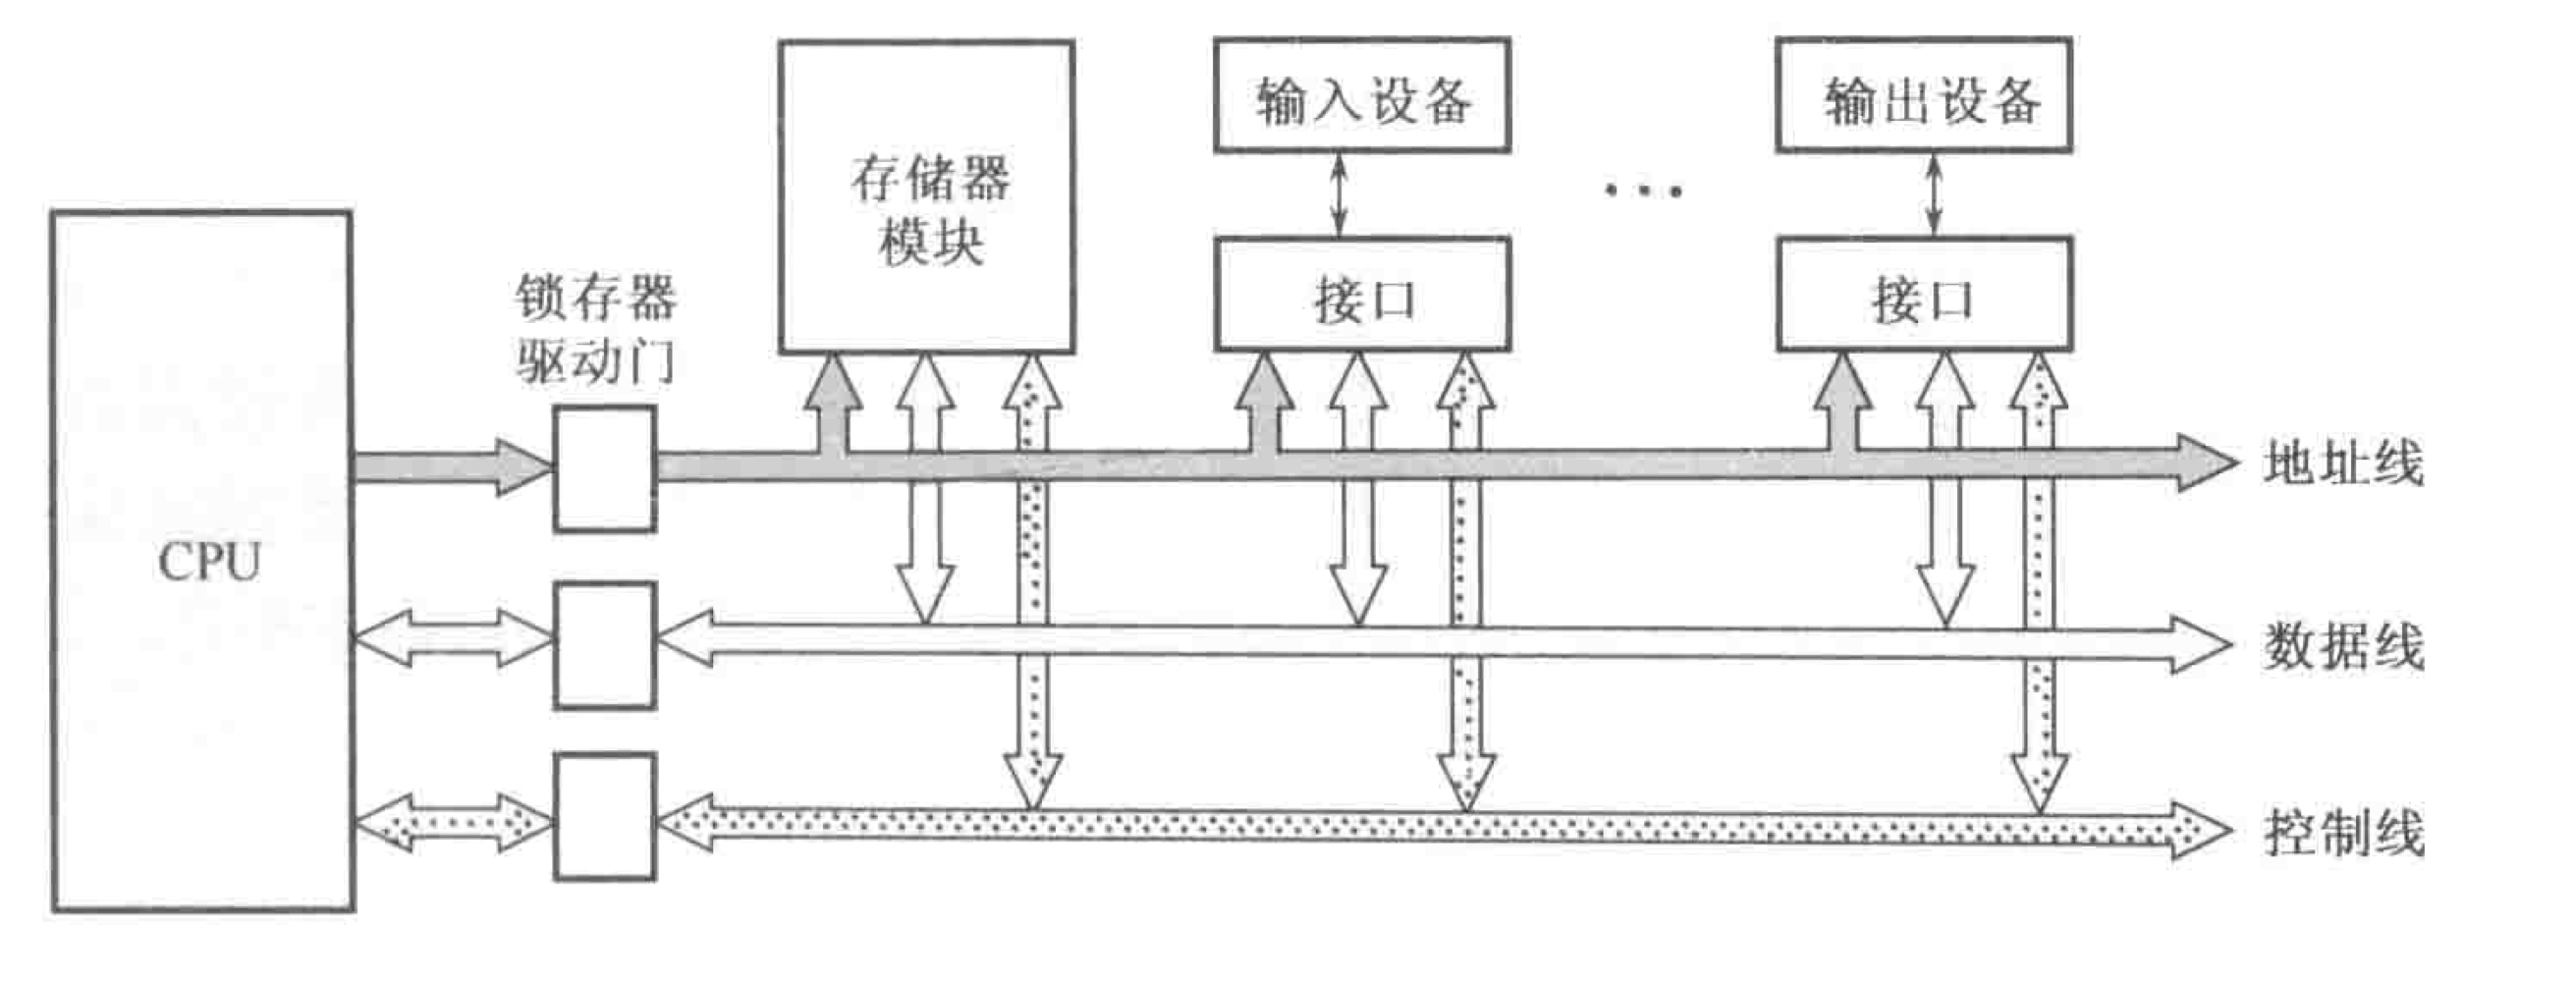 输入设备
输出设备
存储器
模块
接口
接口
锁存器
驱动门
CPU
地址线
数据线
控制线